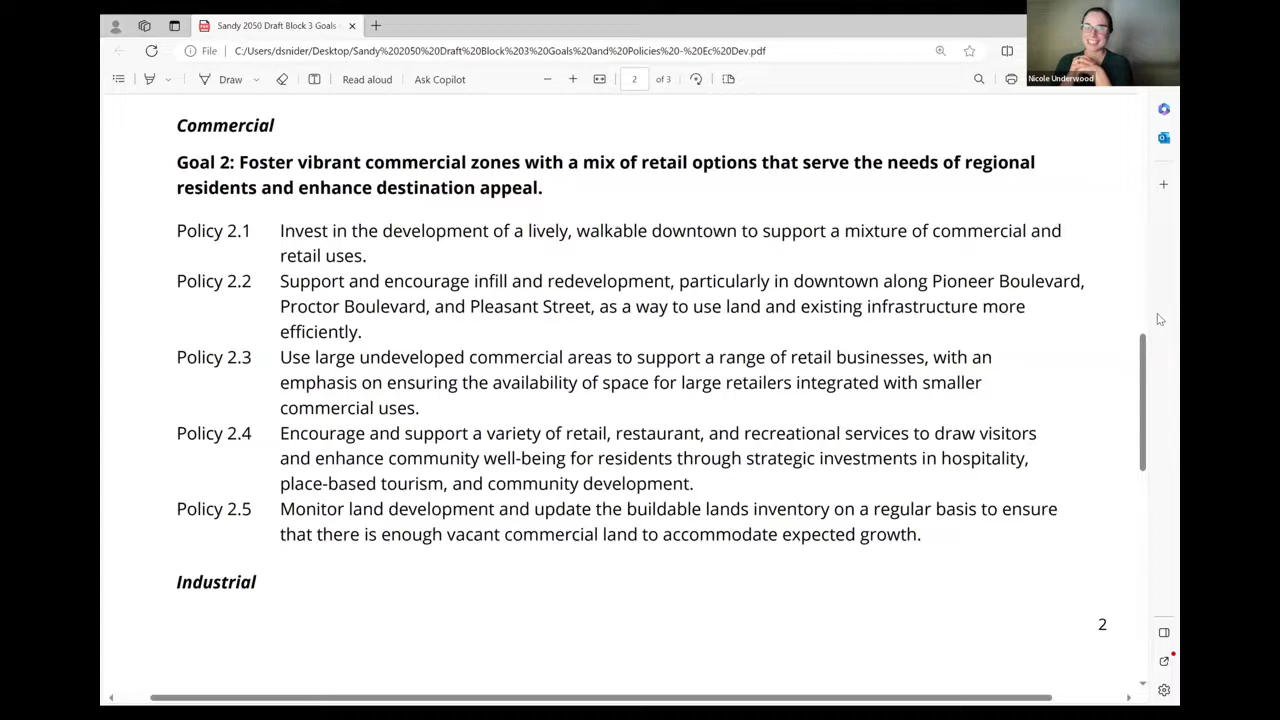 Sandy 2050 Draft Block 3 Goals
File
C:/Users/dsnider/Desktop/Sandy%202050%20Draft%20Block%203%20Goals%20and%20Policies%20-%20Ec%20Dev.pdf
Draw
Read aloud
Ask Copilot
2
of 3
Nicole Underwood
Commercial
Goal 2: Foster vibrant commercial zones with a mix of retail options that serve the needs of regional
residents and enhance destination appeal.
Policy 2.1 Invest in the development of a lively, walkable downtown to support a mixture of commercial and
retail uses.
Policy 2.2 Support and encourage infill and redevelopment, particularly in downtown along Pioneer Boulevard,
Proctor Boulevard, and Pleasant Street, as a way to use land and existing infrastructure more
efficiently.
Policy 2.3 Use large undeveloped commercial areas to support a range of retail businesses, with an
emphasis on ensuring the availability of space for large retailers integrated with smaller
commercial uses.
Policy 2.4 Encourage and support a variety of retail, restaurant, and recreational services to draw visitors
and enhance community well-being for residents through strategic investments in hospitality,
place-based tourism, and community development.
Policy 2.5 Monitor land development and update the buildable lands inventory on a regular basis to ensure
that there is enough vacant commercial land to accommodate expected growth.
Industrial
2